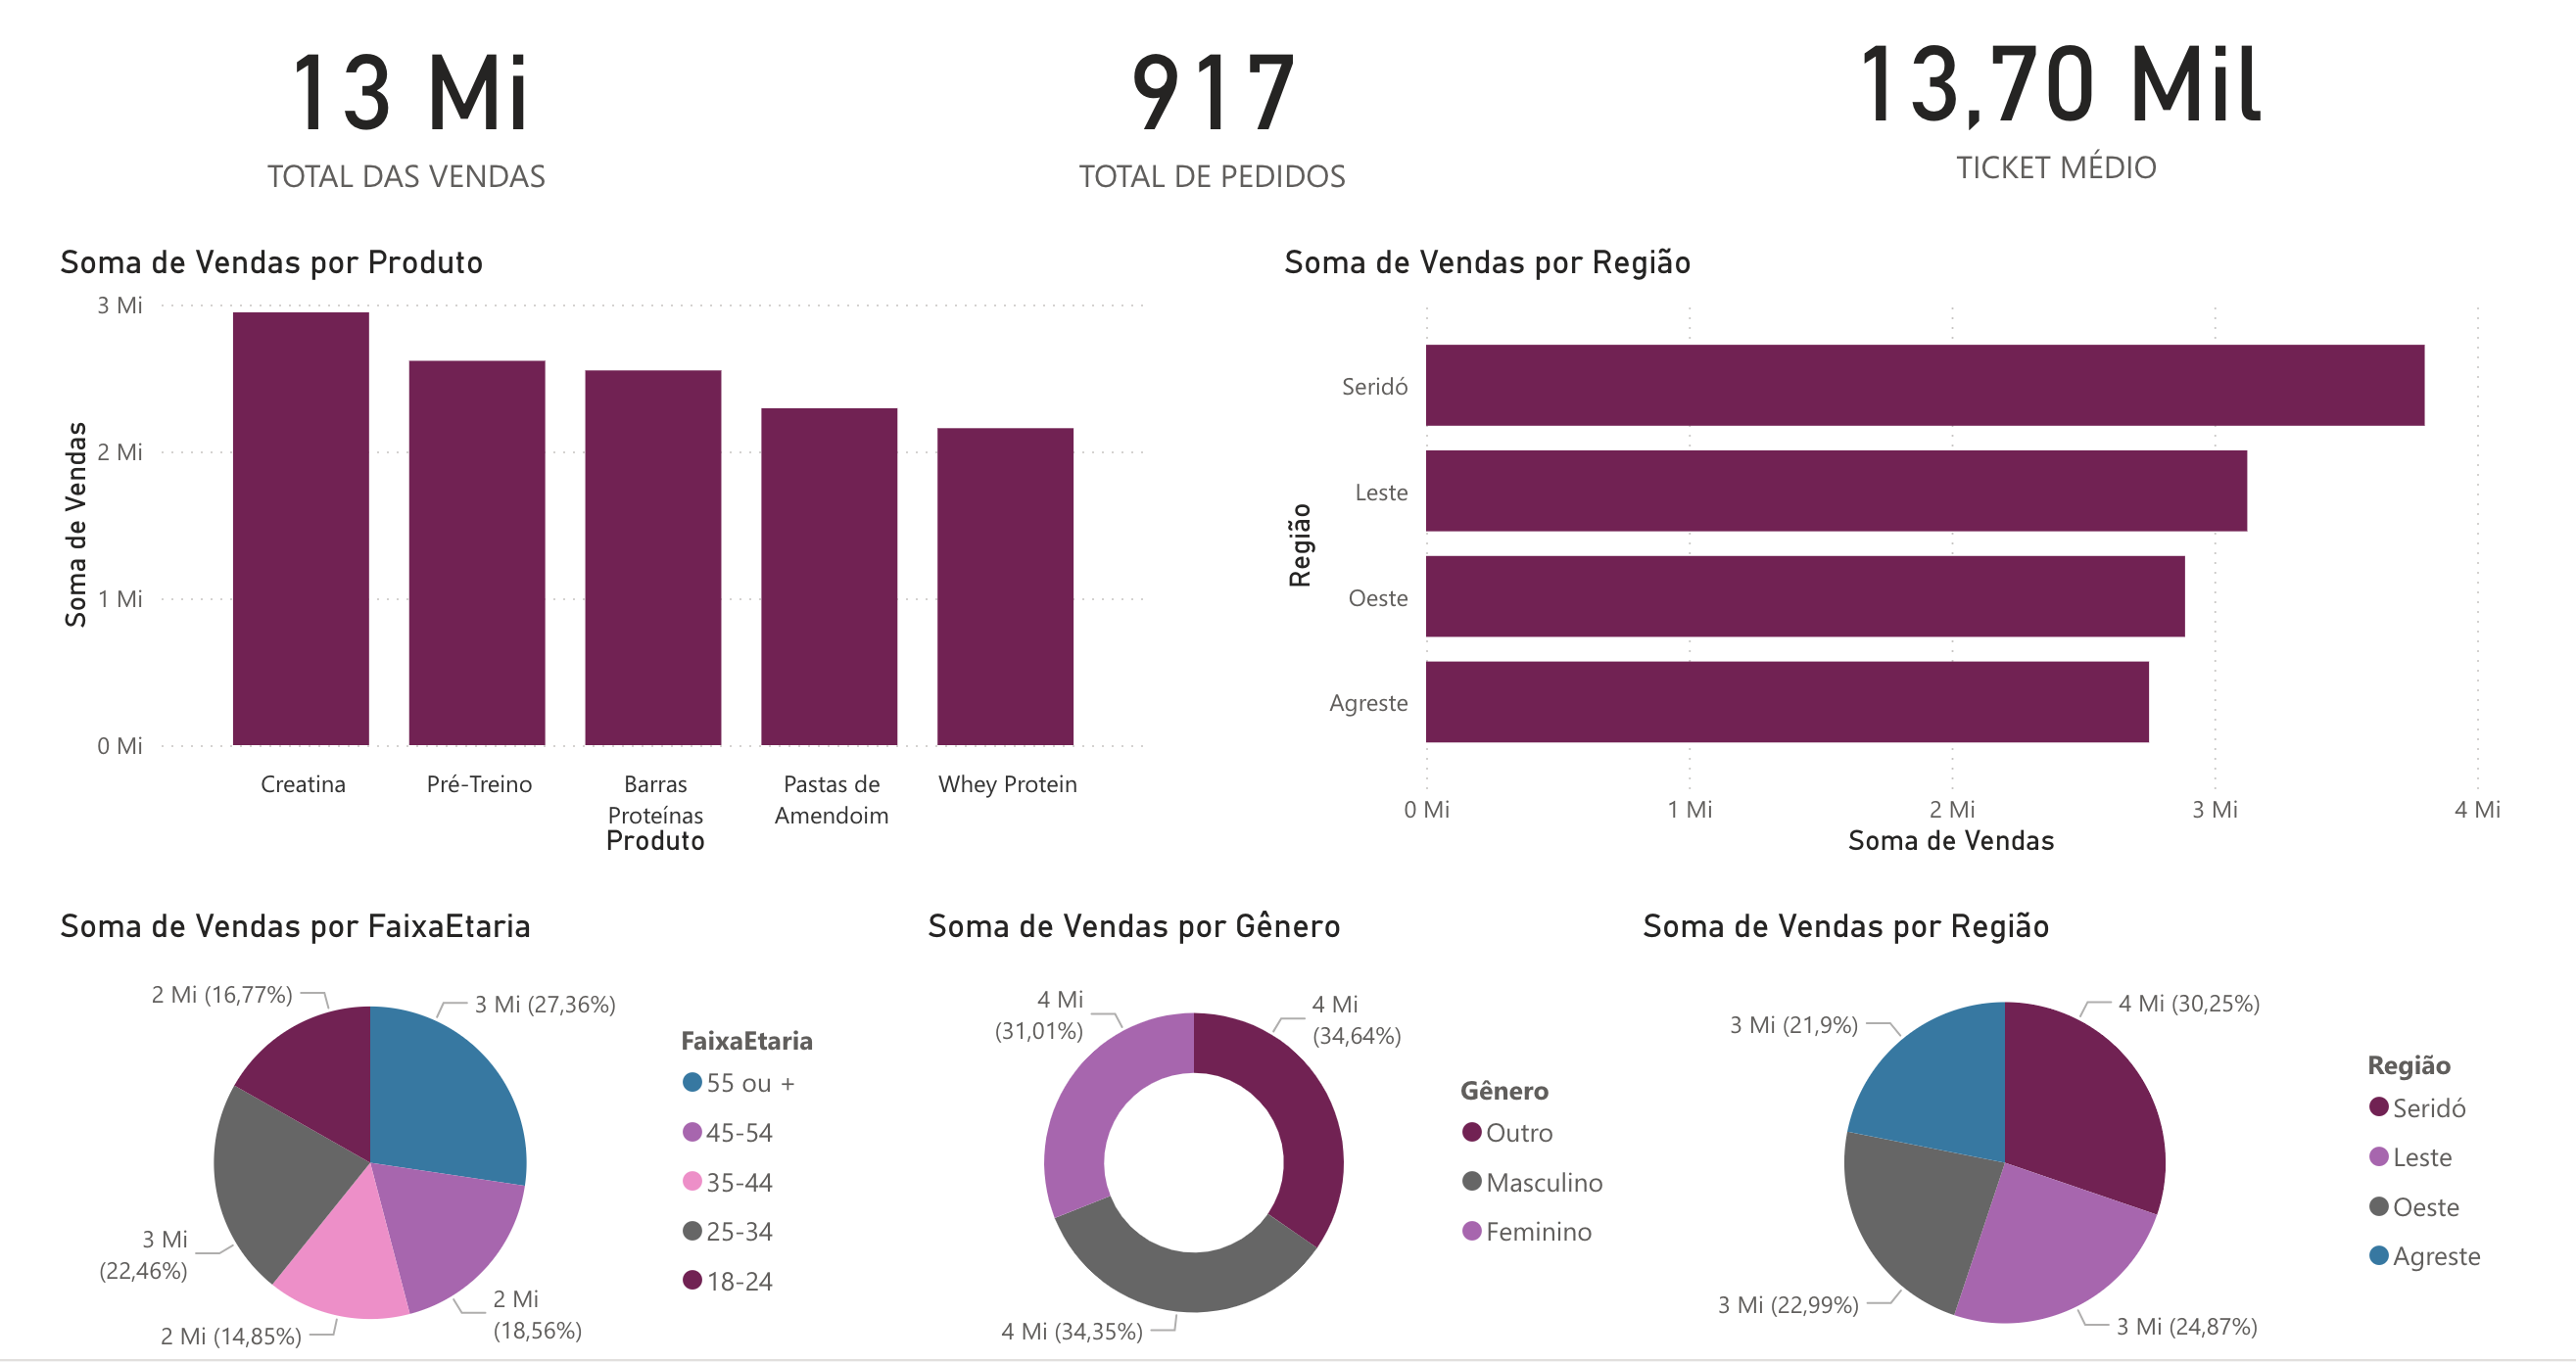 13 Mi
TOTAL DAS VENDAS
917
TOTAL DE PEDIDOS
13,70 Mil
TICKET MÉDIO
Soma de Vendas por Produto
Soma de Vendas
3 Mi
2 Mi
1 Mi
0 Mi
Creatina
Pré-Treino
Barras
Proteínas
Pastas de
Amendoim
Whey Protein
Produto
Soma de Vendas por Região
Região
Seridó
Leste
Oeste
Agreste
0 Mi
1 Mi
2 Mi
3 Mi
4 Mi
Soma de Vendas
Soma de Vendas por FaixaEtaria
3 Mi (27,36%)
2 Mi
(18,56%)
2 Mi (14,85%)
3 Mi
(22,46%)
2 Mi (16,77%)
FaixaEtaria
55 ou +
45-54
35-44
25-34
18-24
Soma de Vendas por Gênero
4 Mi
(34,64%)
4 Mi (34,35%)
4 Mi
(31,01%)
Gênero
Outro
Masculino
Feminino
Soma de Vendas por Região
4 Mi (30,25%)
3 Mi (24,87%)
3 Mi (22,99%)
3 Mi (21,9%)
Região
Seridó
Leste
Oeste
Agreste